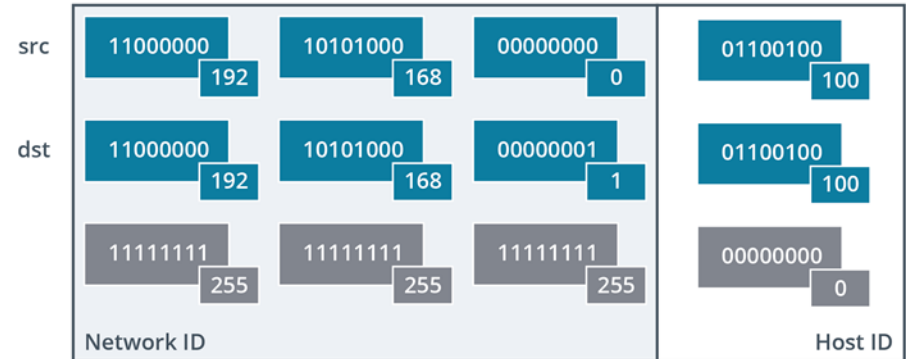 src 11000000 192 10101000 168 00000000 0 01100100 100
dst 11000000 192 10101000 168 00000001 1 01100100 100
11111111 255 11111111 255 11111111 255 00000000 0
Network ID Host ID